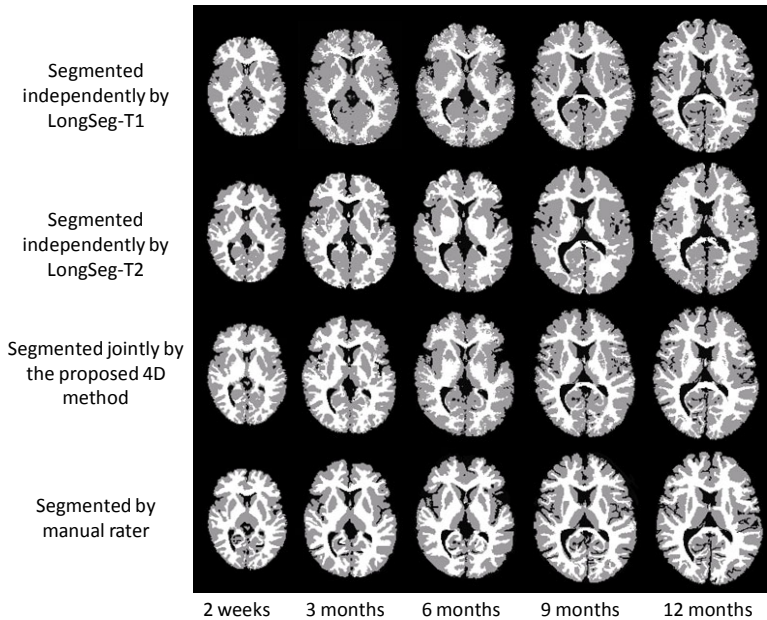 Segmented
independently by
LongSeg-T1
Segmented
independently by
LongSeg-T2
Segmented jointly by
the proposed 4D
method
Segmented by
manual rater
2 weeks 3 months 6 months 9 months 12 months